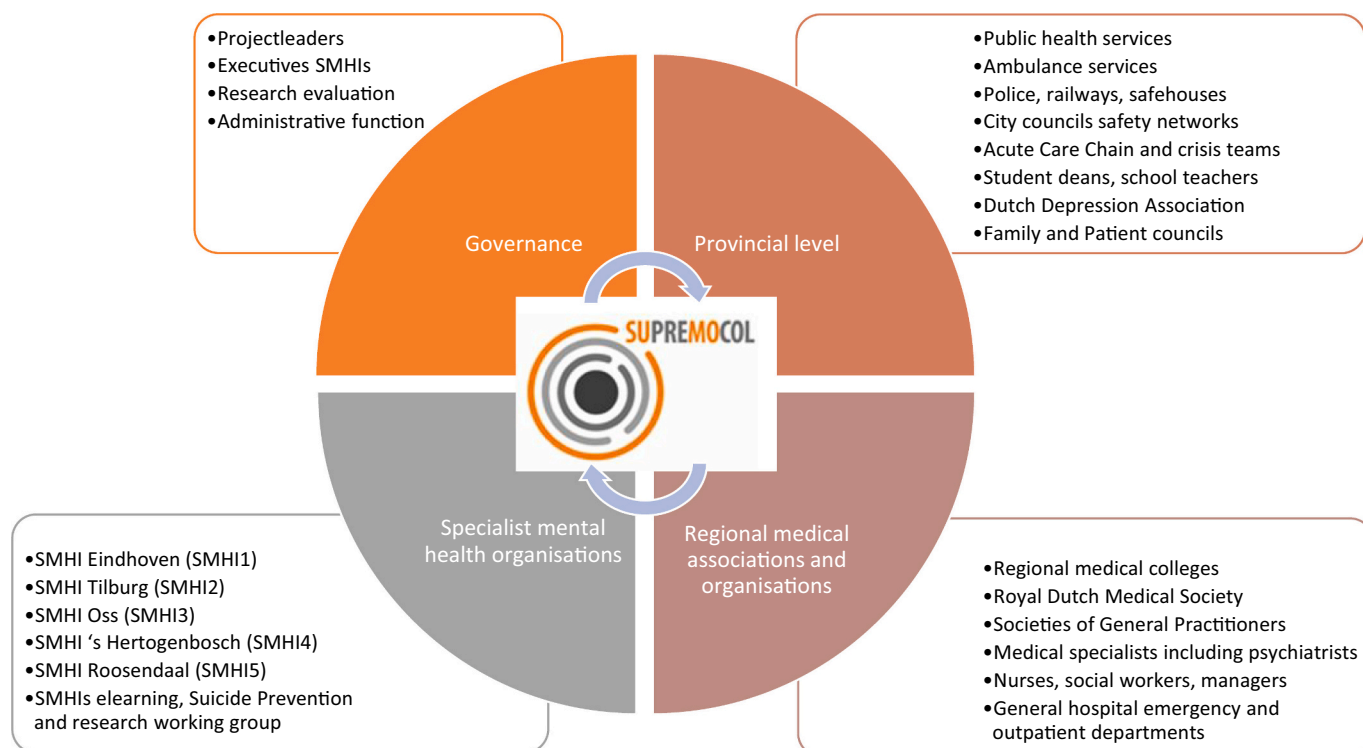 •Projectleaders
•Executives SMHIs
•Research evaluation
•Administrative function
•Public health services
•Ambulance services
•Police, railways, safehouses
•City councils safety networks
•Acute Care Chain and crisis teams
•Student deans, school teachers
•Dutch Depression Association
•Family and Patient councils
Governance
Provincial level
SUPREMOCOL
Specialist mental
health organisations
Regional medical
associations and
organisations
•SMHI Eindhoven (SMHI1)
•SMHI Tilburg (SMHI2)
•SMHI Oss (SMHI3)
•SMHI ‘s Hertogenbosch (SMHI4)
•SMHI Roosendaal (SMHI5)
•SMHIs elearning, Suicide Prevention
and research working group
•Regional medical colleges
•Royal Dutch Medical Society
•Societies of General Practitioners
•Medical specialists including psychiatrists
•Nurses, social workers, managers
•General hospital emergency and
outpatient departments